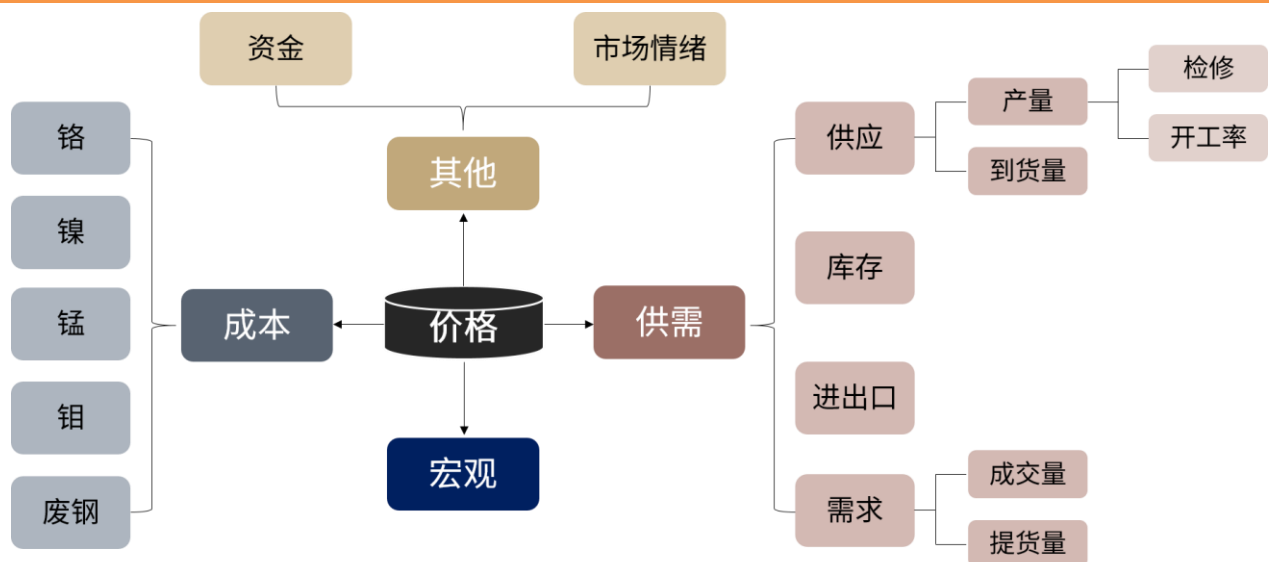 资金
市场情绪
检修
铬
产量
供应
其他
开工率
到货量
镍
库存
锰
成本
价格
供需
钼
进出口
宏观
成交量
废钢
需求
提货量